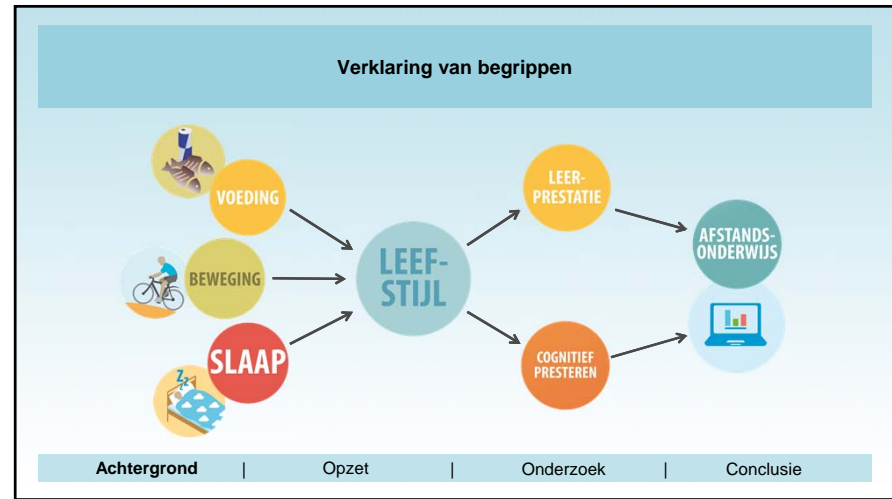 Verklaring van begrippen
VOEDING
BEWEGING
SLAAP
Z
Z
Z
LEEF-
STIJL
LEER-
PRESTATIE
COGNITIEF
PRESTEREN
AFSTANDS-
ONDERWIJS
Achtergrond | Opzet | Onderzoek | Conclusie